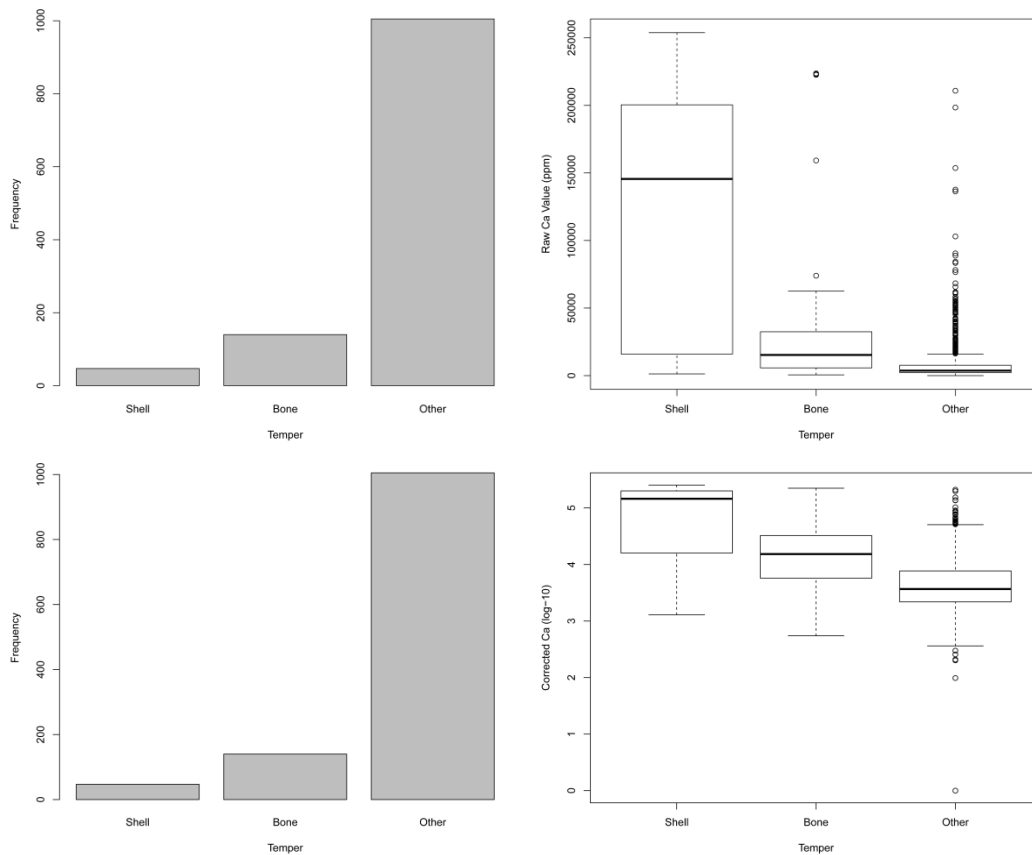 Frequency
1000
800
600
400
200
0
Shell Bone Other
Temper
Raw Ca Value (ppm)
250000
200000
150000
100000
50000
0
Shell Bone Other
Temper
Frequency
1000
800
600
400
200
0
Shell Bone Other
Temper
Corrected Ca (log−10)
5
4
3
2
1
0
Shell Bone Other
Temper